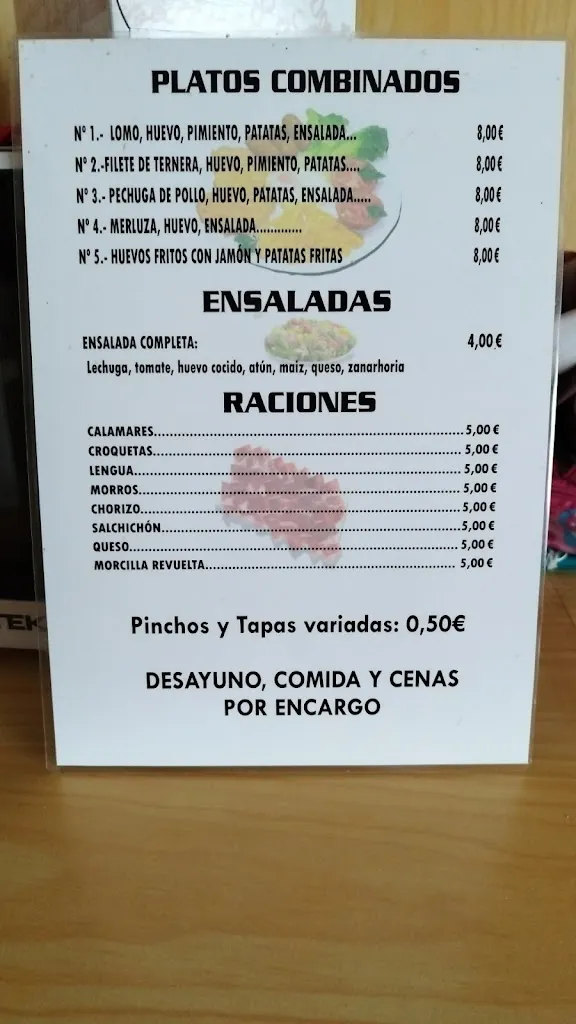 PLATOS COMBINADOS
Nº 1.- LOMO, HUEVO, PIMIENTO, PATATAS, ENSALADA... 8,00€
Nº 2.-FILETE DE TERNERA, HUEVO, PIMIENTO, PATATAS.... 8,00€
Nº 3.- PECHUGA DE POLLO, HUEVO, PATATAS, ENSALADA..... 8,00€
Nº 4.- MERLUZA, HUEVO, ENSALADA............. 8,00€
Nº 5.- HUEVOS FRITOS CON JAMÓN Y PATATAS FRITAS 8,00€
ENSALADAS
ENSALADA COMPLETA: 4,00€
Lechuga, tomate, huevo cocido, atún, maíz, queso, zanarhoria
RACIONES
CALAMARES........ 5,00 €
CROQUETAS........ 5,00 €
LENGUA........ 5,00 €
MORROS........ 5,00 €
CHORIZO........ 5,00 €
SALCHICHÓN........ 5,00 €
QUESO........ 5,00 €
MORCILLA REVUELTA........ 5,00 €
Pinchos y Tapas variadas: 0,50€
DESAYUNO, COMIDA Y CENAS
POR ENCARGO